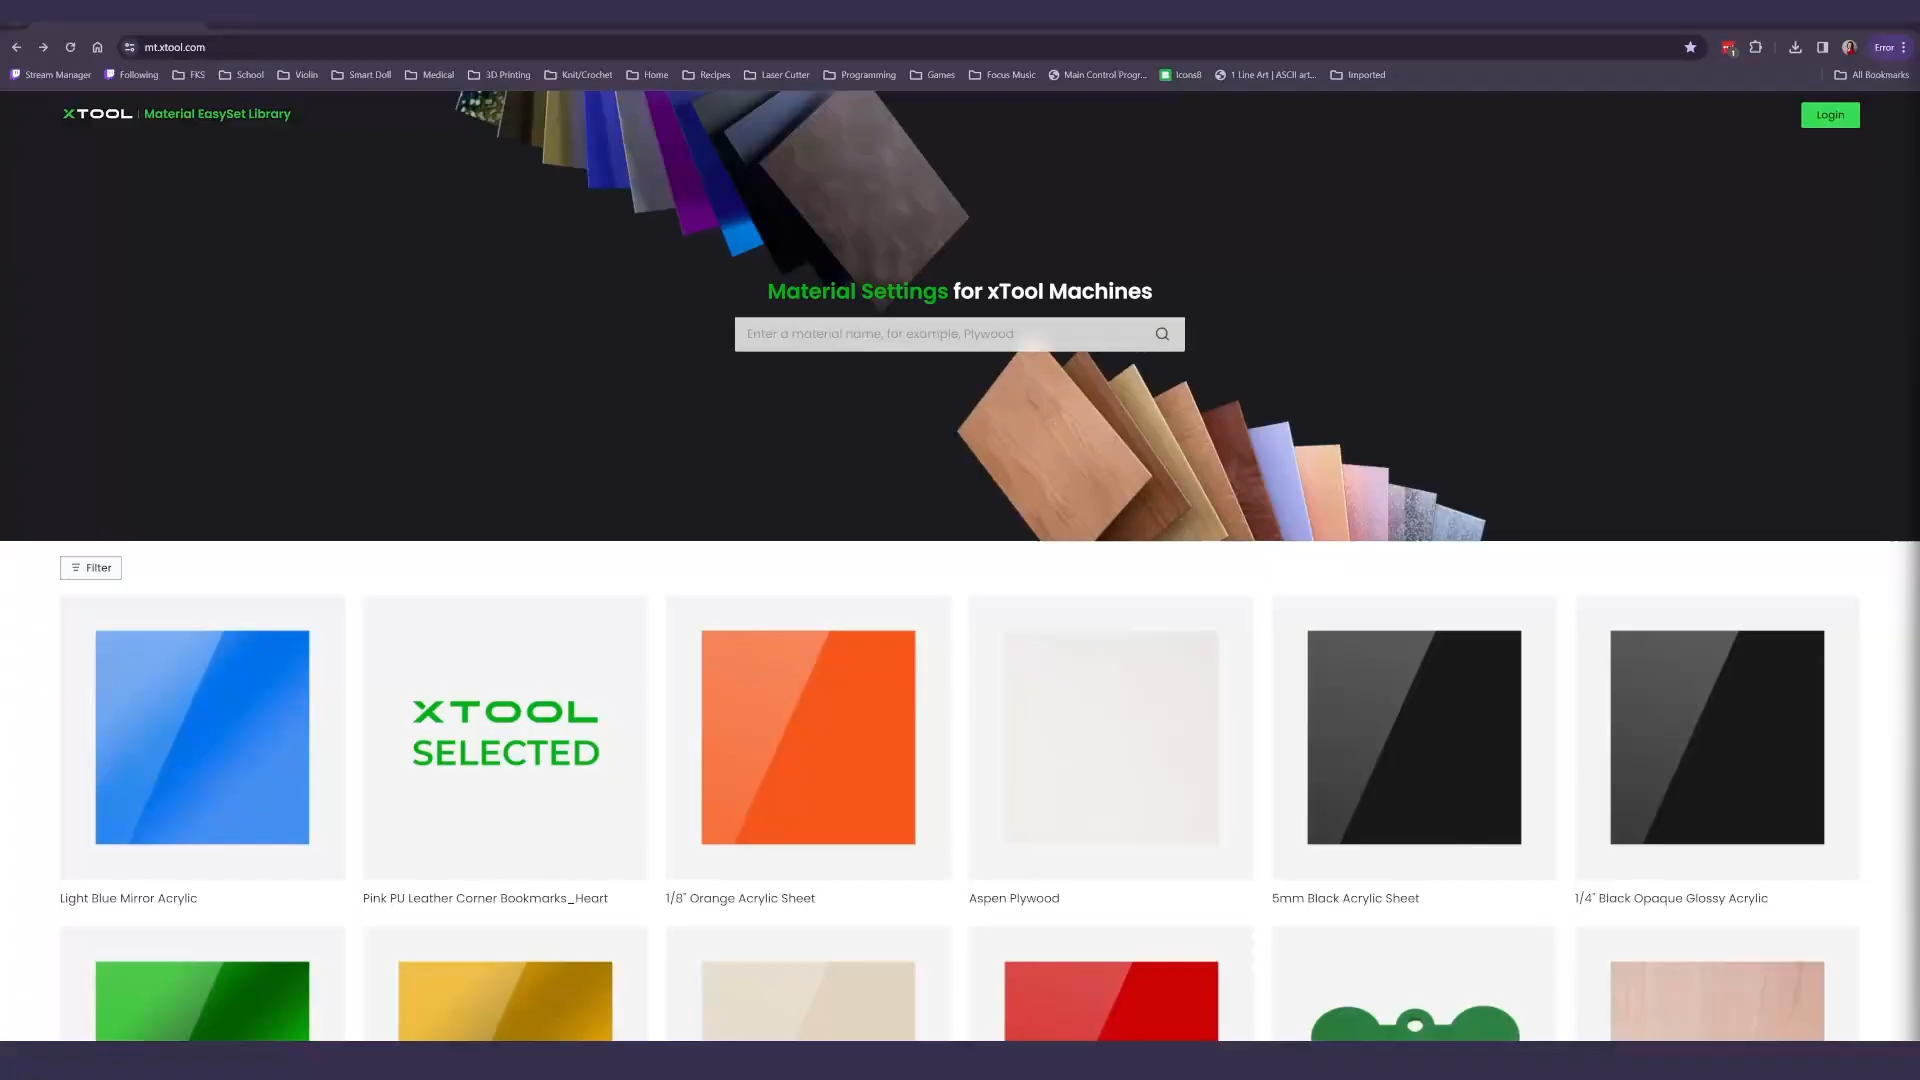 mt.xtool.com
Error
Stream Manager
Following
FKS
School
Violin
Smart Doll
Medical
3D Printing
Knit/Crochet
Home
Recipes
Laser Cutter
Programming
Games
Focus Music
Main Control Progr...
Icons8
1 Line Art | ASCII art...
Imported
All Bookmarks
XTOOL | Material EasySet Library
Login
Material Settings for xTool Machines
Enter a material name, for example, Plywood
Filter
XTOOL
SELECTED
Light Blue Mirror Acrylic
Pink PU Leather Corner Bookmarks_Heart
1/8" Orange Acrylic Sheet
Aspen Plywood
5mm Black Acrylic Sheet
1/4" Black Opaque Glossy Acrylic